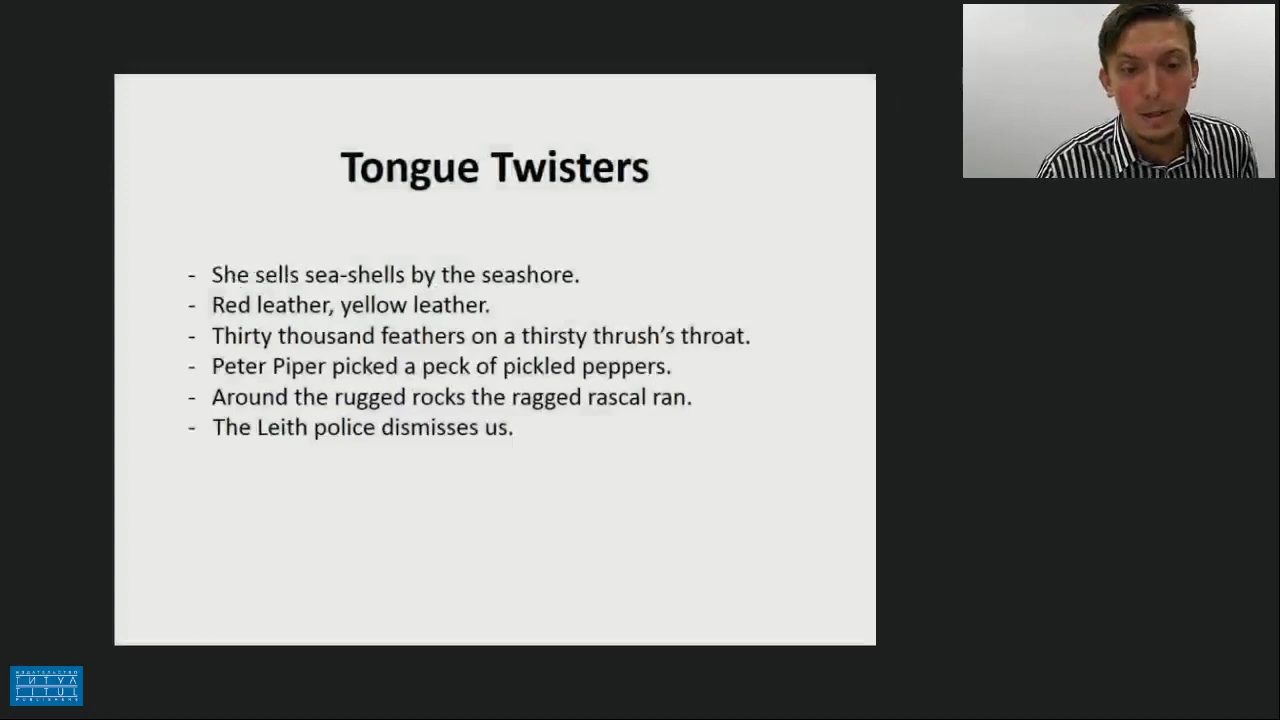 Tongue Twisters
- She sells sea-shells by the seashore.
- Red leather, yellow leather.
- Thirty thousand feathers on a thirsty thrush’s throat.
- Peter Piper picked a peck of pickled peppers.
- Around the rugged rocks the ragged rascal ran.
- The Leith police dismisses us.
ИЗДАТЕЛЬСТВО
ТИТУЛ
TITUL
PUBLISHERS